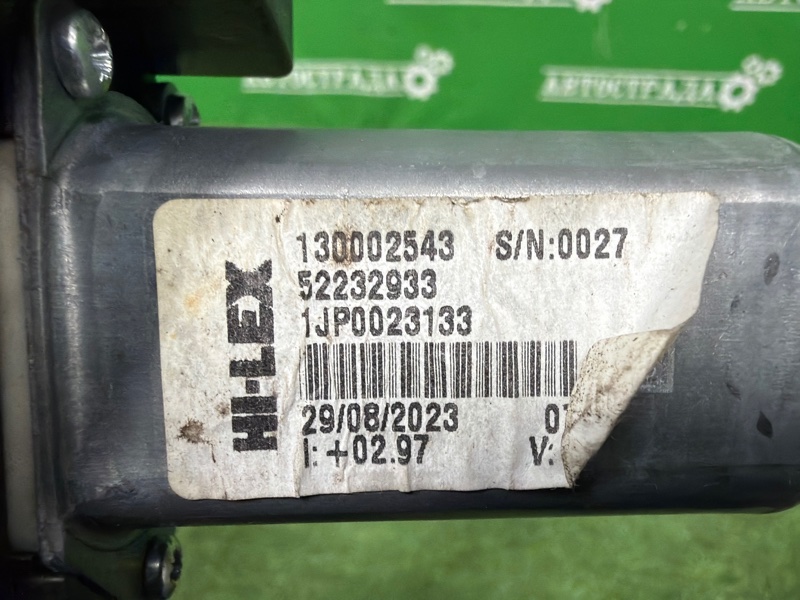 АВТОСТРАДА
АВТОСТРАДА
HI-LEX
130002543 S/N:0027
52232933
1JP0023133
29/08/2023
I: +02.97 V: